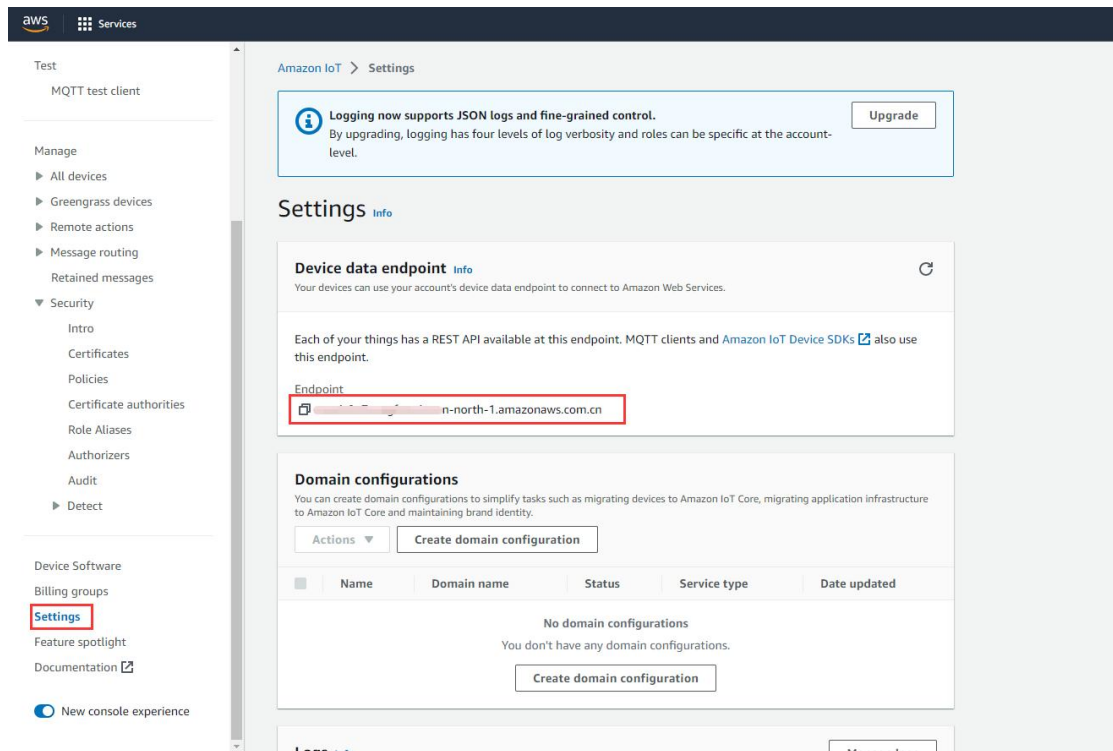 aws
Services
Test
MQTT test client
Manage
All devices
Greengrass devices
Remote actions
Message routing
Retained messages
Security
Intro
Certificates
Policies
Certificate authorities
Role Aliases
Authorizers
Audit
Detect
Device Software
Billing groups
Settings
Feature spotlight
Documentation
New console experience
Amazon IoT > Settings
Logging now supports JSON logs and fine-grained control.
By upgrading, logging has four levels of log verbosity and roles can be specific at the account-
level.
Upgrade
Settings Info
Device data endpoint Info
Your devices can use your account's device data endpoint to connect to Amazon Web Services.
Each of your things has a REST API available at this endpoint. MQTT clients and Amazon IoT Device SDKs also use
this endpoint.
Endpoint
n-north-1.amazonaws.com.cn
Domain configurations
You can create domain configurations to simplify tasks such as migrating devices to Amazon IoT Core, migrating application infrastructure
to Amazon IoT Core and maintaining brand identity.
Actions
Create domain configuration
Name Domain name Status Service type Date updated
No domain configurations
You don't have any domain configurations.
Create domain configuration